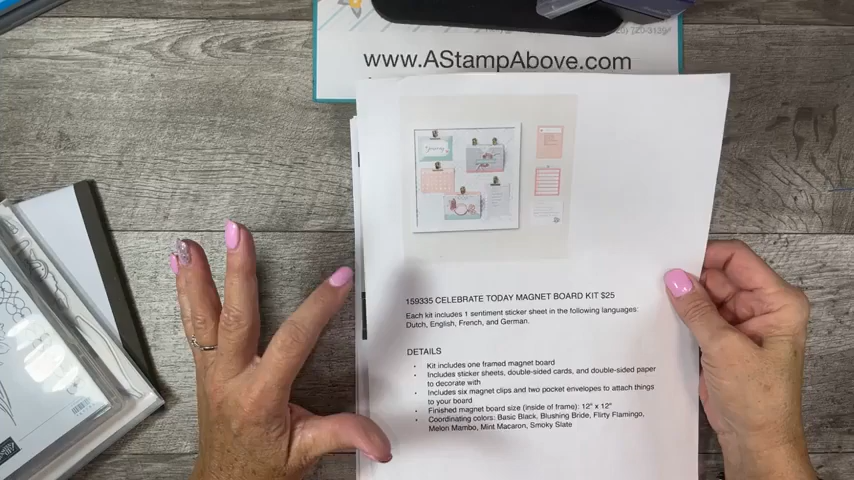 www.AStampAbove.com
159335 CELEBRATE TODAY MAGNET BOARD KIT $25
Each kit includes 1 sentiment sticker sheet in the following languages:
Dutch, English, French, and German.
DETAILS
• Kit includes one framed magnet board
• Includes sticker sheets, double-sided cards, and double-sided paper
to decorate with
• Includes six magnet clips and two pocket envelopes to attach things
to your board
• Finished magnet board size (inside of frame): 12" x 12"
• Coordinating colors: Basic Black, Blushing Bride, Flirty Flamingo,
Melon Mambo, Mint Macaron, Smoky Slate